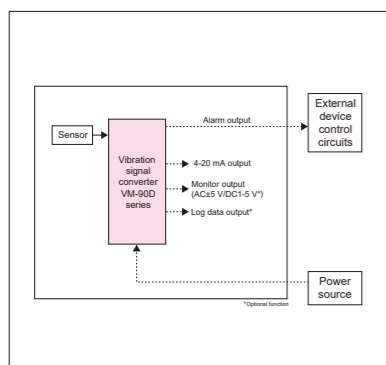 Alarm output
External
device
control
circuits
Sensor
Vibration
signal
converter
VM-90D
series
4-20 mA output
Monitor output
(AC±5 V/DC1-5 V*)
Log data output*
Power
source
*Optional function